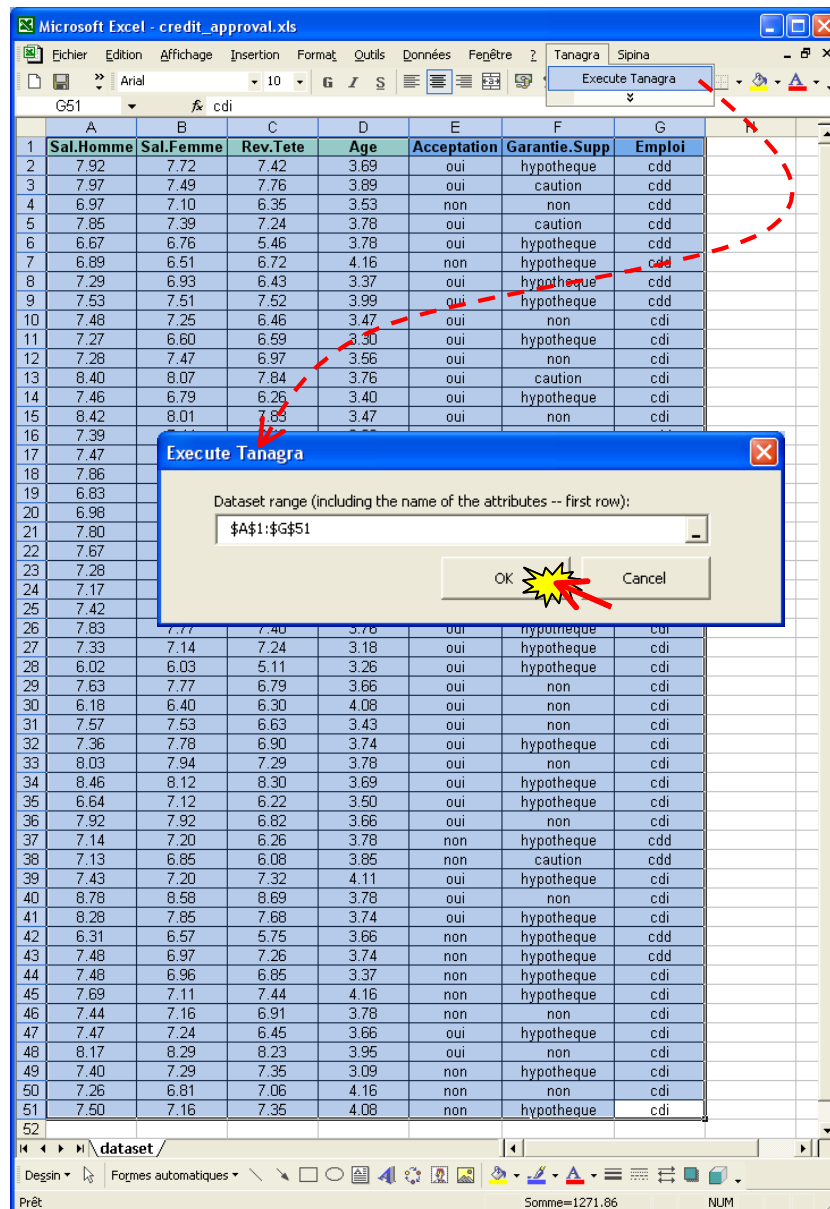 Microsoft Excel - credit_approval.xls
Fichier Edition Affichage Insertion Format Outils Données Fenêtre ? Tanagra Sipina
Arial 10 G I S Execute Tanagra
G51 fx cdi
A B C D E F G N
1 Sal.Homme Sal.Femme Rev.Tete Age Acceptation Garantie.Supp Emploi
2 7.92 7.72 7.42 3.69 oui hypotheque cdd
3 7.97 7.49 7.76 3.89 oui caution cdd
4 6.97 7.10 6.35 3.53 non non cdd
5 7.85 7.39 7.24 3.78 oui caution cdd
6 6.67 6.76 5.46 3.78 oui hypotheque cdd
7 6.89 6.51 6.72 4.16 non hypotheque cdd
8 7.29 6.93 6.43 3.37 oui hypotheque cdd
9 7.53 7.51 7.52 3.99 oui hypotheque cdd
10 7.48 7.25 6.46 3.47 oui non cdi
11 7.27 6.60 6.59 3.30 oui hypotheque cdi
12 7.28 7.47 6.97 3.56 oui non cdi
13 8.40 8.07 7.84 3.76 oui caution cdi
14 7.46 6.79 6.26 3.40 oui hypotheque cdi
15 8.42 8.01 7.83 3.47 oui non cdi
16 7.39
17 7.47
18 7.86
19 6.83
20 6.98
21 7.80
22 7.67
23 7.28
24 7.17
25 7.42
Execute Tanagra
Dataset range (including the name of the attributes -- first row):
$A$1:$G$51
OK Cancel
26 7.83 7.77 7.40 3.76 oui hypotheque cdi
27 7.33 7.14 7.24 3.18 oui hypotheque cdi
28 6.02 6.03 5.11 3.26 oui hypotheque cdi
29 7.63 7.77 6.79 3.66 oui non cdi
30 6.18 6.40 6.30 4.08 oui non cdi
31 7.57 7.53 6.63 3.43 oui non cdi
32 7.36 7.78 6.90 3.74 oui hypotheque cdi
33 8.03 7.94 7.29 3.78 oui non cdi
34 8.46 8.12 8.30 3.69 oui hypotheque cdi
35 6.64 7.12 6.22 3.50 oui hypotheque cdi
36 7.92 7.92 6.82 3.66 oui non cdi
37 7.14 7.20 6.26 3.78 non hypotheque cdd
38 7.13 6.85 6.08 3.85 non caution cdd
39 7.43 7.20 7.32 4.11 oui hypotheque cdi
40 8.78 8.58 8.69 3.78 oui non cdi
41 8.28 7.85 7.68 3.74 oui hypotheque cdi
42 6.31 6.57 5.75 3.66 non hypotheque cdd
43 7.48 6.97 7.26 3.74 non hypotheque cdd
44 7.48 6.96 6.85 3.37 non hypotheque cdi
45 7.69 7.11 7.44 4.16 non hypotheque cdi
46 7.44 7.16 6.91 3.78 non non cdi
47 7.47 7.24 6.45 3.66 oui hypotheque cdi
48 8.17 8.29 8.23 3.95 oui non cdi
49 7.40 7.29 7.35 3.09 non hypotheque cdi
50 7.26 6.81 7.06 4.16 non non cdi
51 7.50 7.16 7.35 4.08 non hypotheque cdi
52
dataset
Dessin Formes automatiques
Prêt Somme=1271.86 NUM